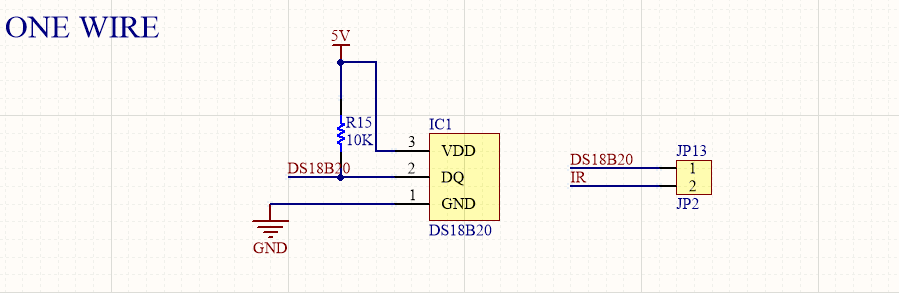 ONE WIRE
5V
R15
10K
IC1
3
VDD
DS18B20
2
DQ
1
GND
DS18B20
GND
JP13
DS18B20
1
IR
2
JP2